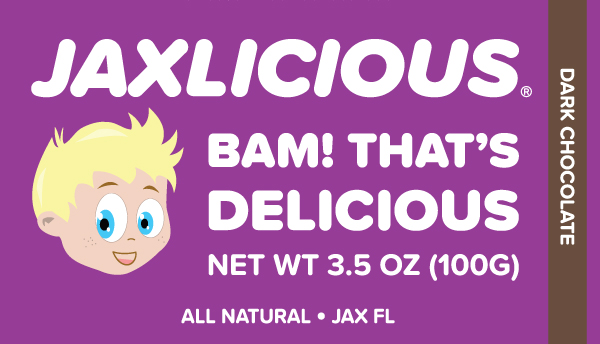 JAXLICIOUS®
BAM! THAT'S
DELICIOUS
NET WT 3.5 OZ (100G)
ALL NATURAL • JAX FL
DARK CHOCOLATE